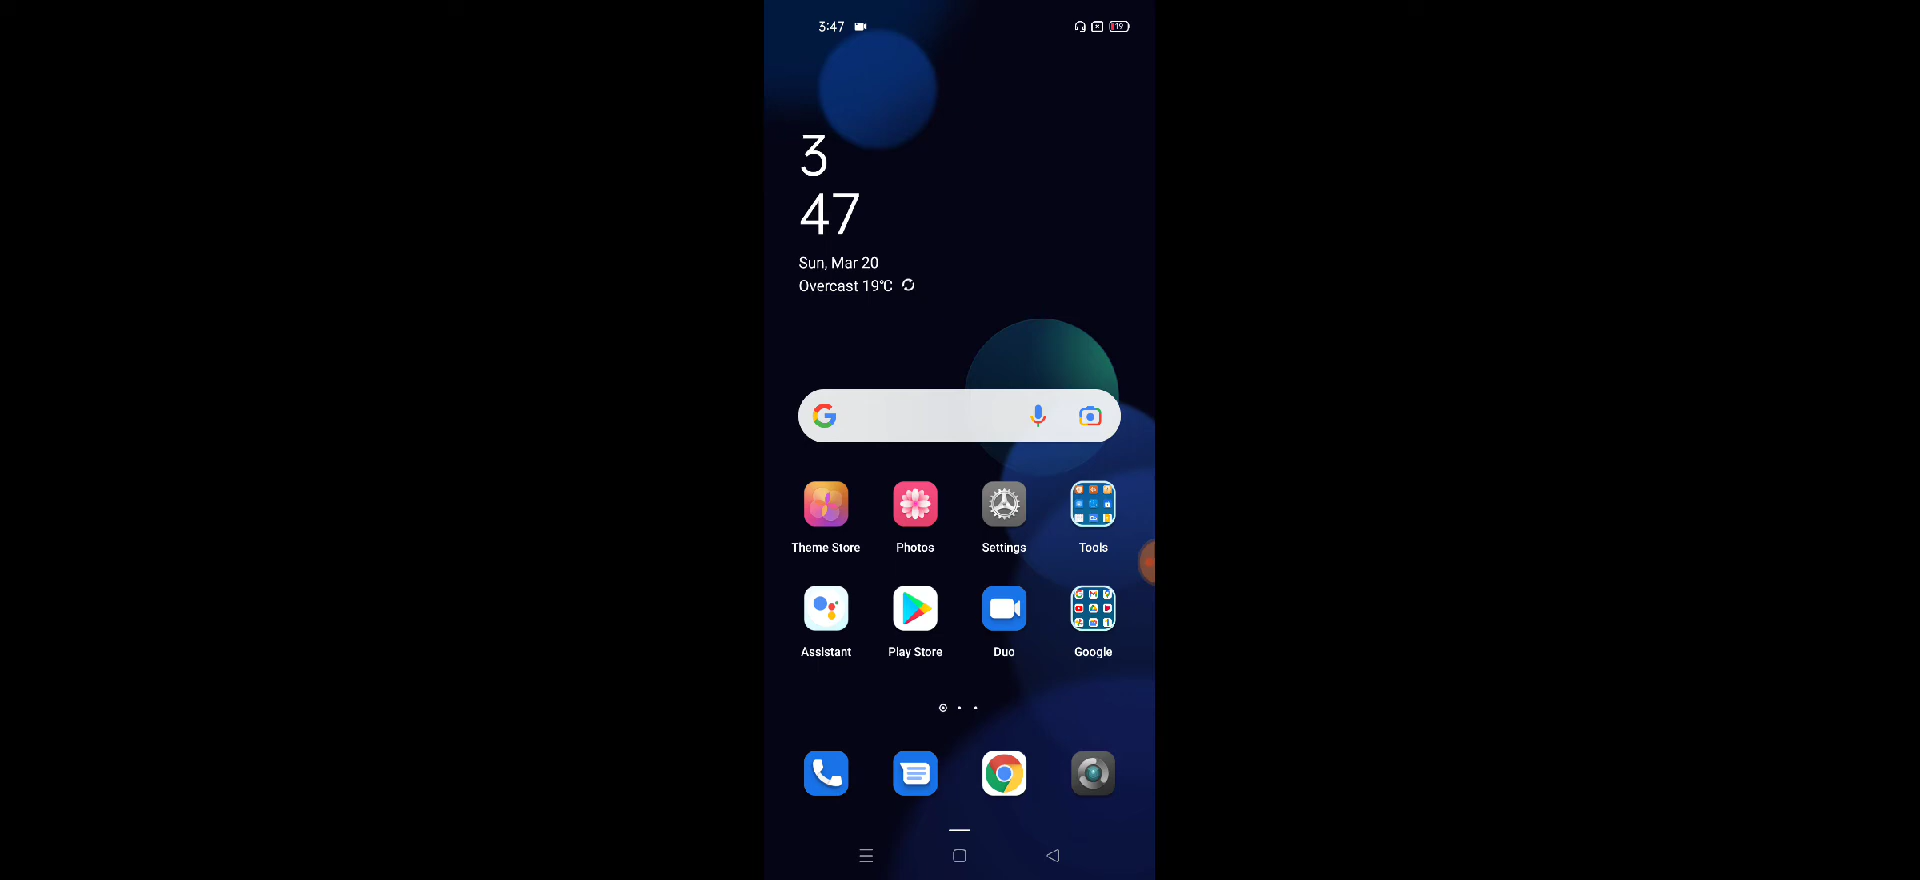 3:47
19
3
47
Sun, Mar 20
Overcast 19°C
Theme Store Photos Settings Tools
Assistant Play Store Duo Google